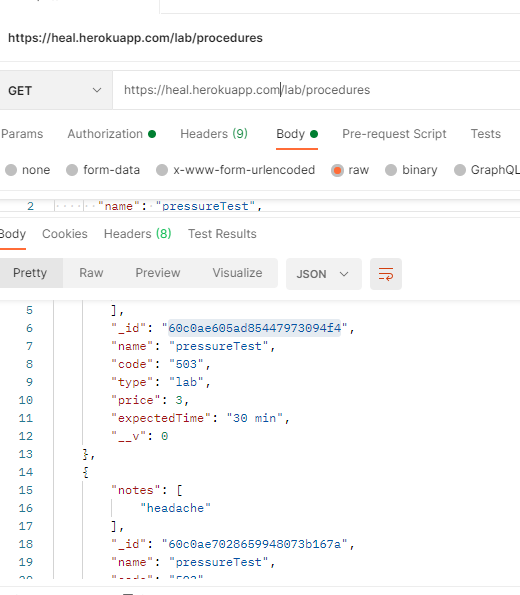 https://heal.herokuapp.com/lab/procedures
GET https://heal.herokuapp.com/lab/procedures
Params Authorization Headers (9) Body Pre-request Script Tests
none form-data x-www-form-urlencoded raw binary GraphQL
2 "name": "pressureTest",
Body Cookies Headers (8) Test Results
Pretty Raw Preview Visualize JSON
5 ],
6 "_id": "60c0ae605ad85447973094f4",
7 "name": "pressureTest",
8 "code": "503",
9 "type": "lab",
10 "price": 3,
11 "expectedTime": "30 min",
12 "__v": 0
13 },
14 {
15 "notes": [
16 "headache"
17 ],
18 "_id": "60c0ae7028659948073b167a",
19 "name": "pressureTest",
20 "code": "503"